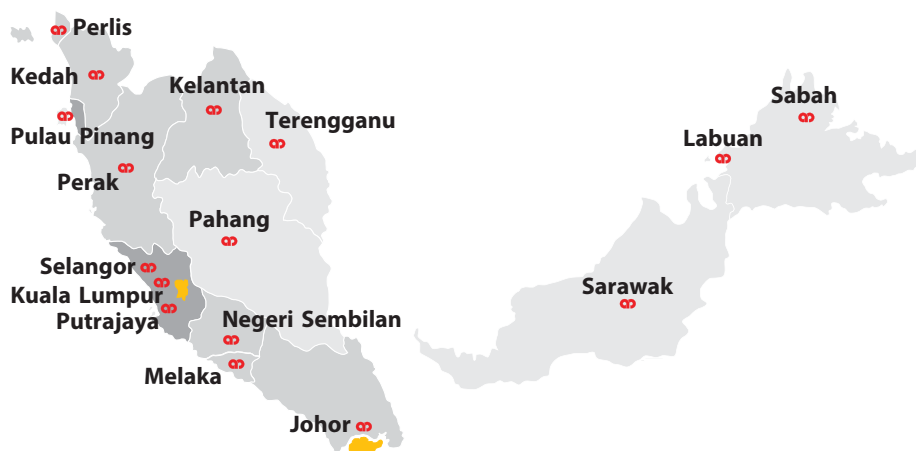 Perlis
Kedah
Kelantan
Pulau Pinang
Terengganu
Perak
Pahang
Selangor
Kuala Lumpur
Putrajaya
Negeri Sembilan
Melaka
Johor
Sabah
Labuan
Sarawak